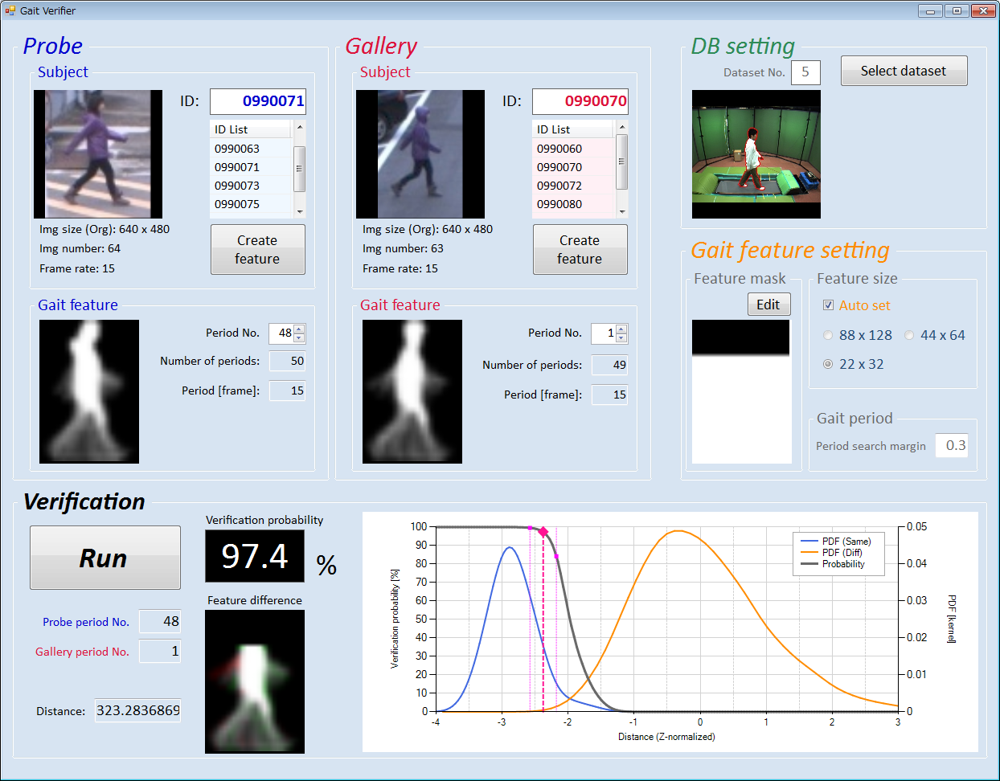 Gait Verifier
Probe
Subject
ID: 0990071
ID List
0990063
0990071
0990073
0990075
Img size (Org): 640 x 480
Img number: 64
Frame rate: 15
Create
feature
Gait feature
Period No. 48
Number of periods: 50
Period [frame]: 15
Gallery
Subject
ID: 0990070
ID List
0990060
0990070
0990072
0990080
Img size (Org): 640 x 480
Img number: 63
Frame rate: 15
Create
feature
Gait feature
Period No. 1
Number of periods: 49
Period [frame]: 15
DB setting
Dataset No. 5
Select dataset
Gait feature setting
Feature mask
Edit
Feature size
Auto set
88 x 128 44 x 64
22 x 32
Gait period
Period search margin 0.3
Verification
Run
Probe period No. 48
Gallery period No. 1
Distance: 323.2836869
Verification probability
97.4 %
Feature difference
Verification probability [%]
100
90
80
70
60
50
40
30
20
10
0
-4 -3 -2 -1 0 1 2 3
Distance (Z-normalized)
PDF (Same)
PDF (Diff)
Probability
0.05
0.04
0.03
0.02
0.01
0
PDF [kernel]